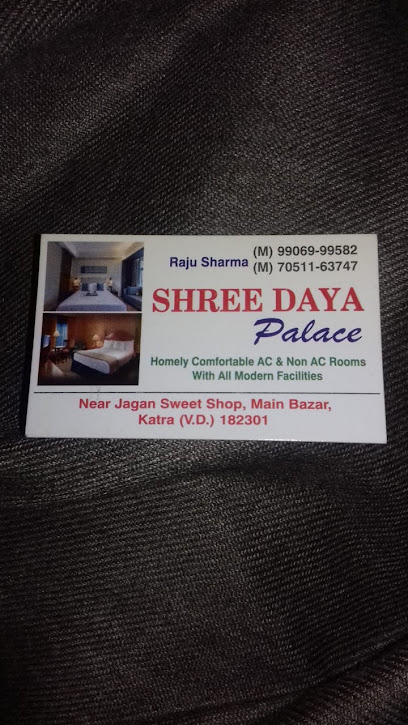 Raju Sharma (M) 99069-99582
(M) 70511-63747
SHREE DAYA
Palace
Homely Comfortable AC & Non AC Rooms
With All Modern Facilities
Near Jagan Sweet Shop, Main Bazar,
Katra (V.D.) 182301